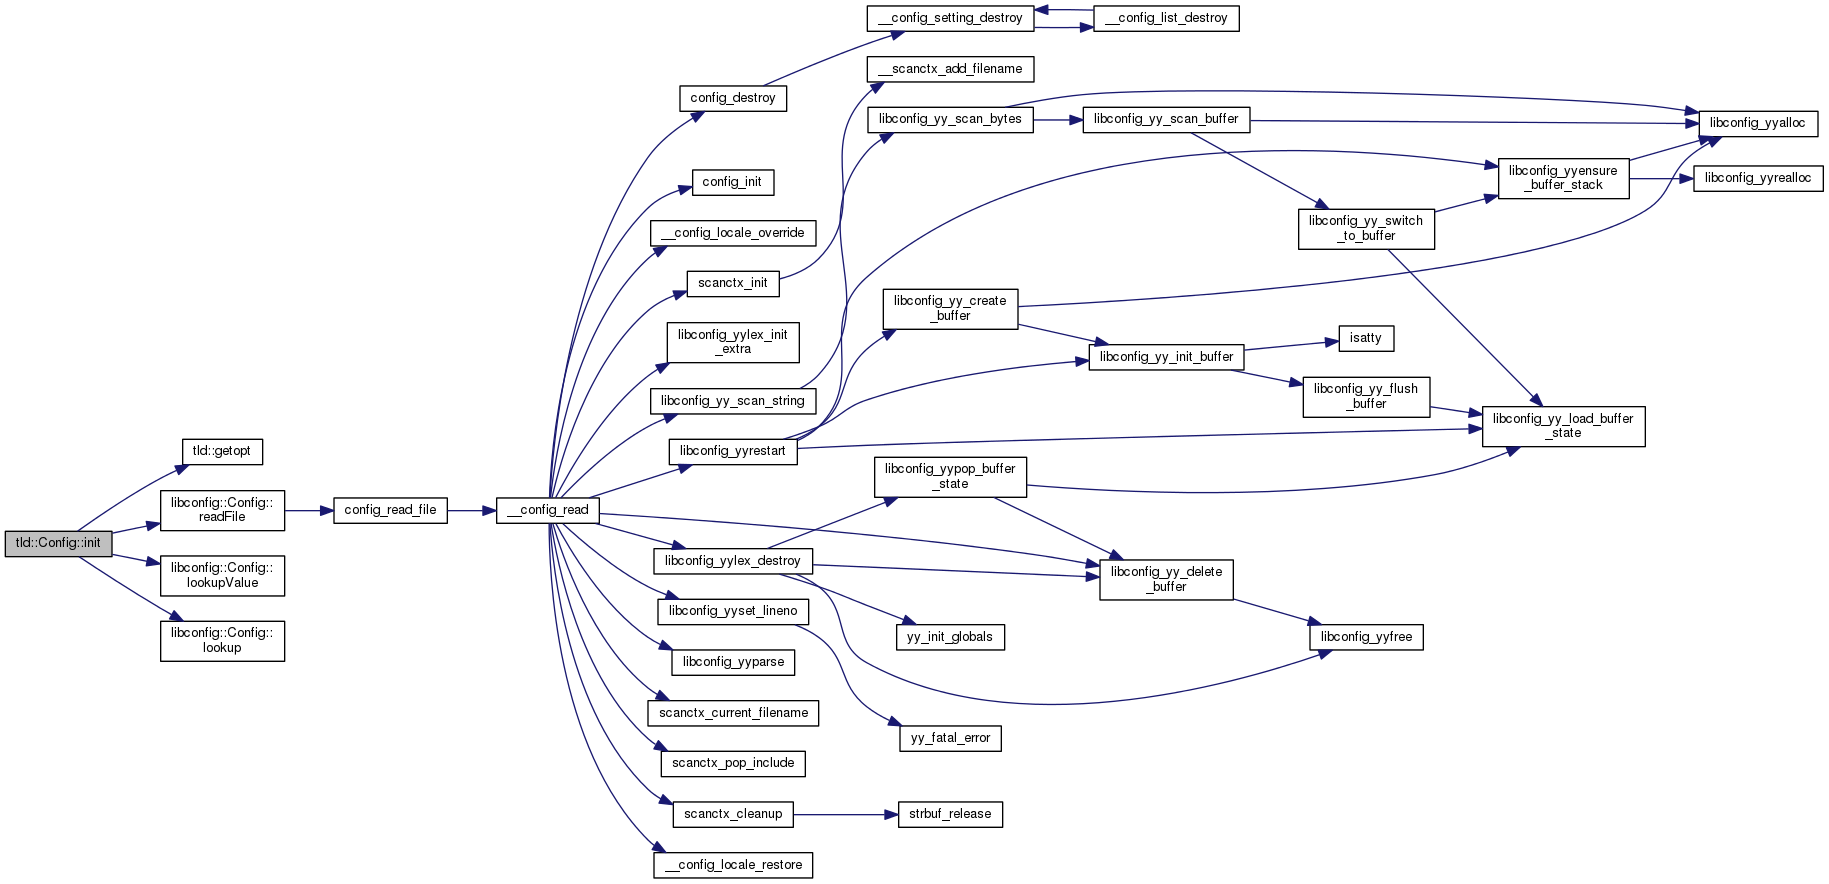 __config_setting_destroy
__config_list_destroy
__scanctx_add_filename
config_destroy
libconfig_yy_scan_bytes
libconfig_yy_scan_buffer
libconfig_yyalloc
config_init
libconfig_yyensure
_buffer_stack
libconfig_yyrealloc
__config_locale_override
libconfig_yy_switch
_to_buffer
scanctx_init
libconfig_yy_create
_buffer
libconfig_yylex_init
_extra
libconfig_yy_init_buffer
isatty
libconfig_yy_scan_string
libconfig_yy_flush
_buffer
libconfig_yy_load_buffer
_state
tld::getopt
libconfig_yyrestart
libconfig_yypop_buffer
_state
libconfig::Config::
readFile
config_read_file
__config_read
tld::Config::init
libconfig_yylex_destroy
libconfig_yy_delete
_buffer
libconfig::Config::
lookupValue
libconfig_yyset_lineno
yy_init_globals
libconfig_yyfree
libconfig::Config::
lookup
libconfig_yyparse
scanctx_current_filename
yy_fatal_error
scanctx_pop_include
scanctx_cleanup
strbuf_release
__config_locale_restore